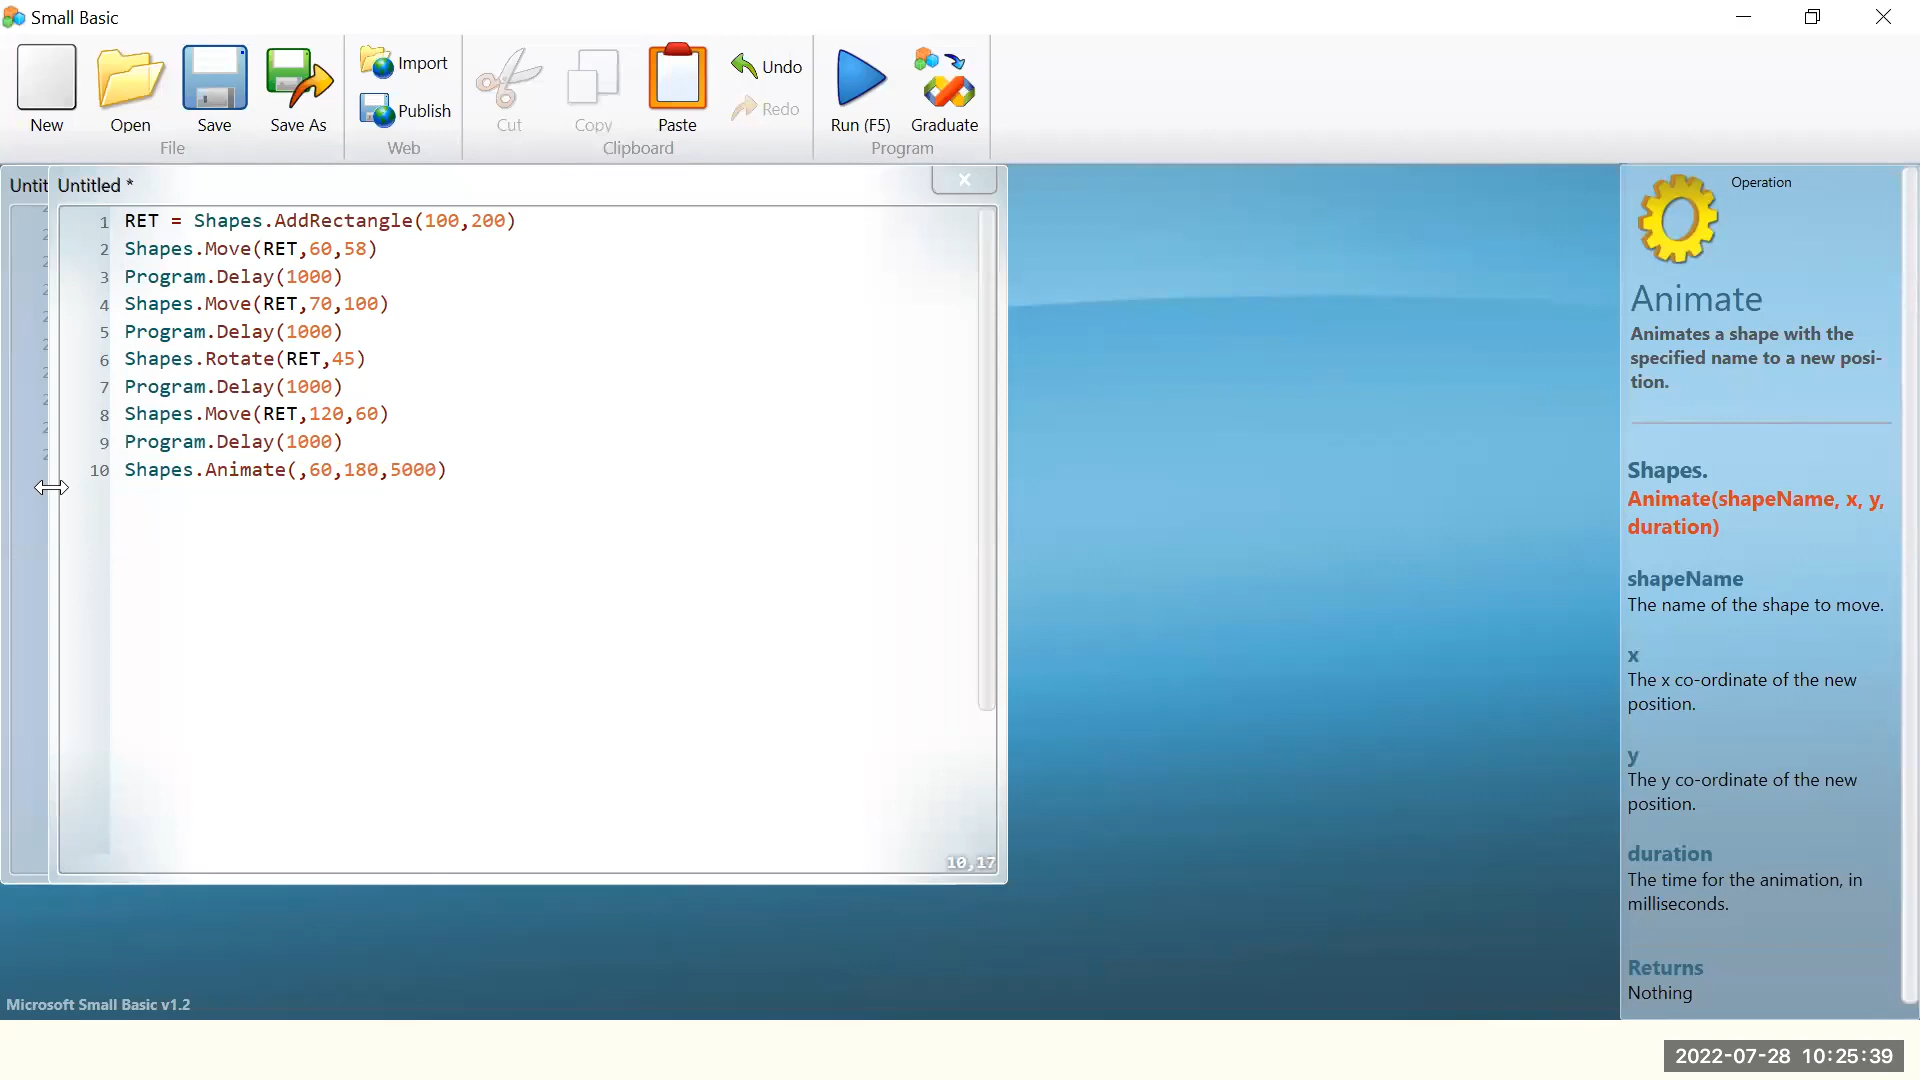 Small Basic
New
Open
Save
Save As
File
Import
Publish
Web
Cut
Copy
Paste
Undo
Redo
Clipboard
Run (F5)
Graduate
Program
Untit
Untitled *
1 RET = Shapes.AddRectangle(100,200)
2 Shapes.Move(RET,60,58)
3 Program.Delay(1000)
4 Shapes.Move(RET,70,100)
5 Program.Delay(1000)
6 Shapes.Rotate(RET,45)
7 Program.Delay(1000)
8 Shapes.Move(RET,120,60)
9 Program.Delay(1000)
10 Shapes.Animate(,60,180,5000)
10,17
Operation
Animate
Animates a shape with the
specified name to a new posi-
tion.
Shapes.
Animate(shapeName, x, y,
duration)
shapeName
The name of the shape to move.
x
The x co-ordinate of the new
position.
y
The y co-ordinate of the new
position.
duration
The time for the animation, in
milliseconds.
Returns
Nothing
Microsoft Small Basic v1.2
2022-07-28 10:25:39